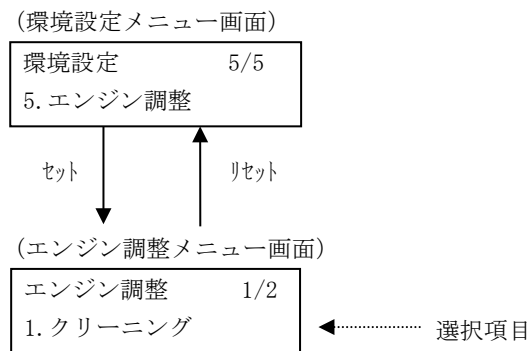 (環境設定メニュー画面)
環境設定 5/5
5.エンジン調整
ｾｯﾄ ﾘｾｯﾄ
(エンジン調整メニュー画面)
エンジン調整 1/2
1.クリーニング 選択項目